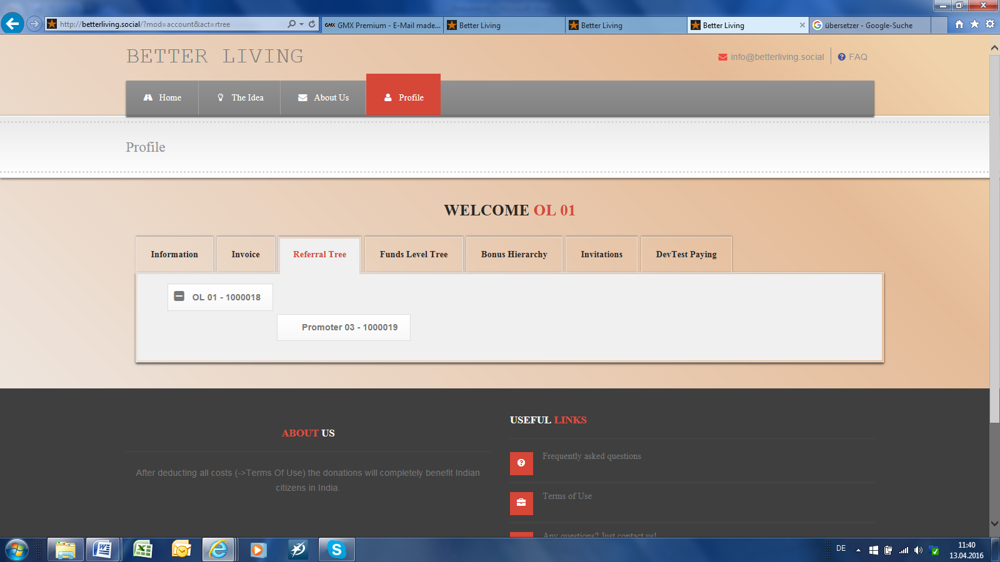 http://betterliving.social/?mod=account&act=rtree
GMX GMX Premium - E-Mail made...
Better Living
Better Living
Better Living
übersetzer - Google-Suche
BETTER LIVING
info@betterliving.social
FAQ
Home
The Idea
About Us
Profile
Profile
WELCOME OL 01
Information
Invoice
Referral Tree
Funds Level Tree
Bonus Hierarchy
Invitations
DevTest Paying
OL 01 - 1000018
Promoter 03 - 1000019
ABOUT US
After deducting all costs (->Terms Of Use) the donations will completely benefit Indian
citizens in India.
USEFUL LINKS
Frequently asked questions
Terms of Use
Any questions? Just contact us!
DE
11:40
13.04.2016